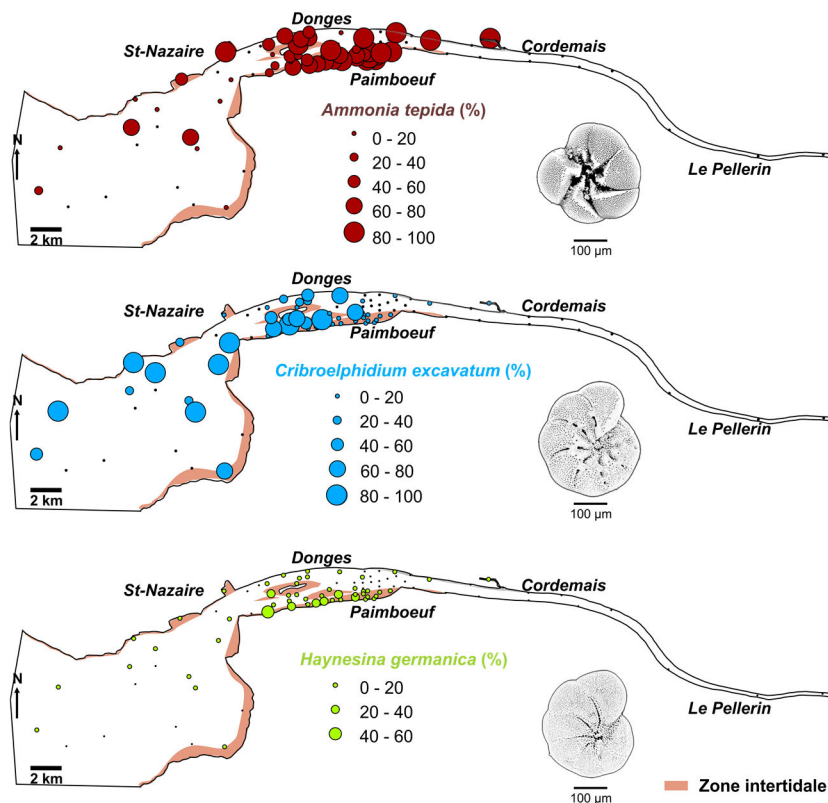 Donges
St-Nazaire
Cordemais
Paimboeuf
N
Ammonia tepida (%)
0 - 20
20 - 40
40 - 60
60 - 80
80 - 100
Le Pellerin
2 km
100 µm
Donges
St-Nazaire
Cordemais
Paimboeuf
Cribroelphidium excavatum (%)
N
0 - 20
20 - 40
40 - 60
60 - 80
80 - 100
Le Pellerin
2 km
100 µm
Donges
St-Nazaire
Cordemais
Paimboeuf
Haynesina germanica (%)
N
0 - 20
20 - 40
40 - 60
Le Pellerin
2 km
100 µm
Zone intertidale